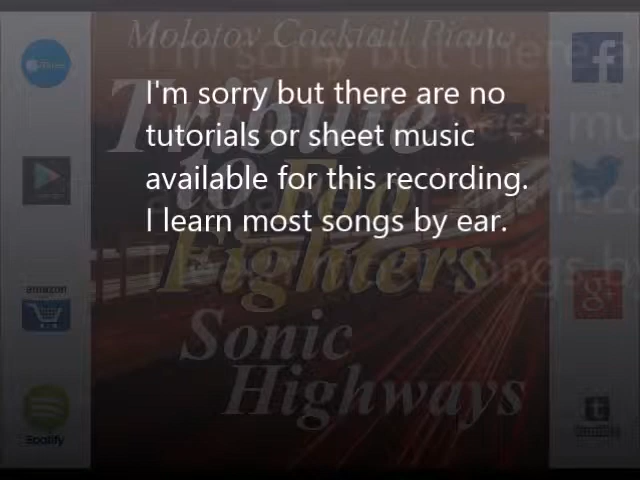 Molotov Cocktail Piano
I'm sorry but there are no
tutorials or sheet music
available for this recording.
I learn most songs by ear.
Tribute
to Foo
Fighters
Sonic
Highways
amazon
Spotify
f
g+
t